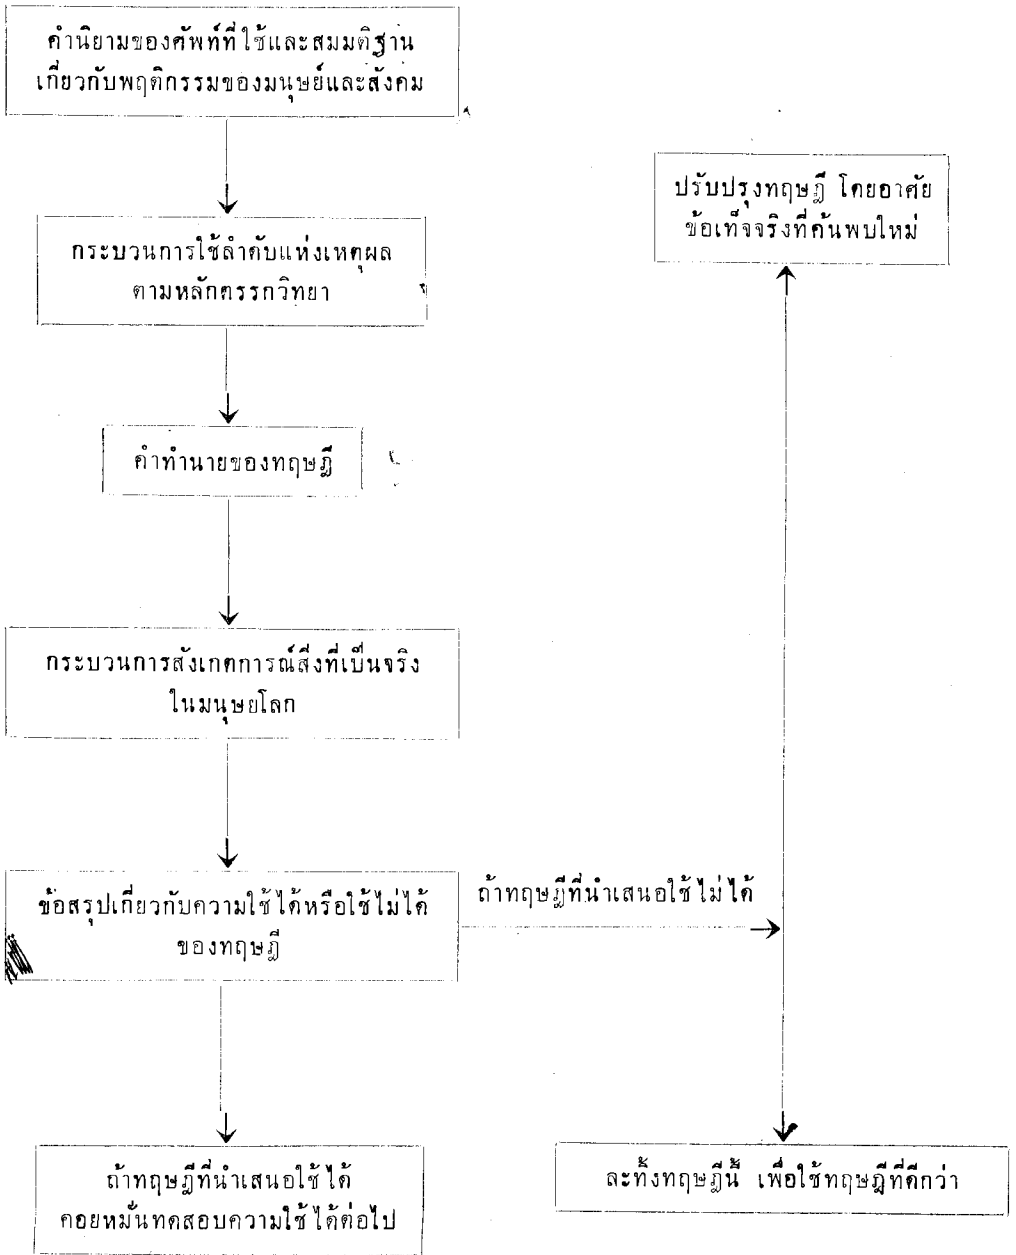 คำนิยามของศัพท์ที่ใช้และสมมติฐาน
เกี่ยวกับพฤติกรรมของมนุษย์และสังคม
กระบวนการใช้ลำดับแห่งเหตุผล
ตามหลักตรรกวิทยา
คำทำนายของทฤษฎี
กระบวนการสังเกตการณ์สิ่งที่เป็นจริง
ในมนุษยโลก
ข้อสรุปเกี่ยวกับความใช้ได้หรือใช้ไม่ได้
ของทฤษฎี
ถ้าทฤษฎีที่นำเสนอใช้ได้
คอยหมั่นทดสอบความใช้ได้ต่อไป
ถ้าทฤษฎีที่นำเสนอใช้ไม่ได้
ปรับปรุงทฤษฎี โดยอาศัย
ข้อเท็จจริงที่ค้นพบใหม่
ละทิ้งทฤษฎีนี้ เพื่อใช้ทฤษฎีที่ดีกว่า